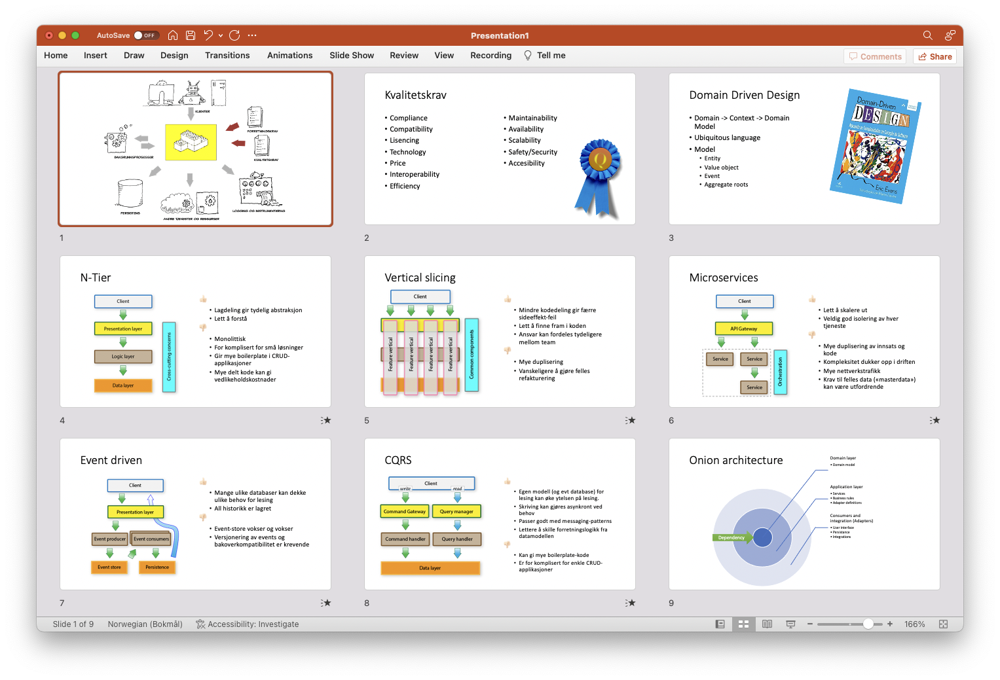 AutoSave OFF
Presentation1
Home Insert Draw Design Transitions Animations Slide Show Review View Recording Tell me
Comments Share
KLIENTER
FORRETNINGSKRAV
KVALITETSKRAV
BAKGRUNNSPROSESSER
PERSISTENS
ANDRE TJENESTER OG RESSURSER
LOGGING OG INSTRUMENTERING
1
Kvalitetskrav
• Compliance
• Compatibility
• Lisencing
• Technology
• Price
• Interoperability
• Efficiency
• Maintainability
• Availability
• Scalability
• Safety/Security
• Accesibility
Q
2
Domain Driven Design
• Domain -> Context -> Domain
Model
• Ubiquitous language
• Model
• Entity
• Value object
• Event
• Aggregate roots
Domain-Driven
DESIGN
Eric Evans
3
N-Tier
Client
Presentation layer
Logic layer
Data layer
Cross-cutting concerns
• Lagdeling gir tydelig abstraksjon
• Lett å forstå
• Monolittisk
• For komplisert for små løsninger
• Gir mye boilerplate i CRUD-
applikasjoner
• Mye delt kode kan gi
vedlikeholdskostnader
4
Vertical slicing
Client
Feature vertical
Feature vertical
Feature vertical
Feature vertical
Common components
• Mindre kodedeling gir færre
sideeffekt-feil
• Lett å finne fram i koden
• Ansvar kan fordeles tydeligere
mellom team
• Mye duplisering
• Vanskeligere å gjøre felles
refakturering
5
Microservices
Client
API Gateway
Service
Service
Service
Orchestration
• Lett å skalere ut
• Veldig god isolering av hver
tjeneste
• Mye duplisering av innsats og
kode
• Kompleksitet dukker opp i driften
• Mye nettverkstrafikk
• Krav til felles data («masterdata»)
kan være utfordrende
6
Event driven
Client
Presentation layer
Event producer
Event consumers
Event store
Persistence
• Mange ulike databaser kan dekke
ulike behov for lesing
• All historikk er lagret
• Event-store vokser og vokser
• Versjonering av events og
bakoverkompatibilitet er krevende
7
CQRS
Client
write
read
Command Gateway
Query manager
Command handler
Query handler
Data layer
• Egen modell (og evt database) for
lesing kan øke ytelsen på lesing.
• Skriving kan gjøres asynkront ved
behov
• Passer godt med messaging-patterns
• Lettere å skille forretningslogikk fra
datamodellen
• Kan gi mye boilerplate-kode
• Er for komplisert for enkle CRUD-
applikasjoner
8
Onion architecture
Dependency
Domain layer
• Domain model
Application layer
• Services
• Business rules
• Adapter definitions
Consumers and
integration (Adapters)
• User interface
• Persistance
• Integrations
9
Slide 1 of 9 Norwegian (Bokmål) Accessibility: Investigate
166%